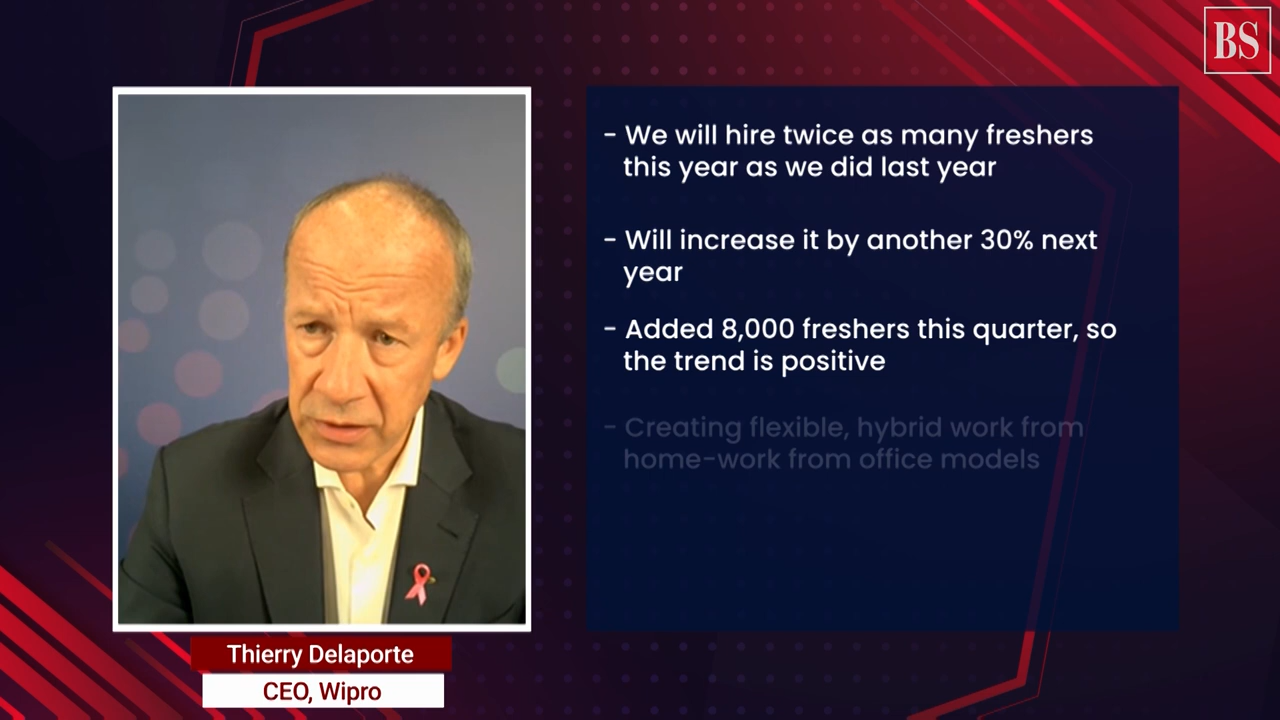 BS
- We will hire twice as many freshers
this year as we did last year
- Will increase it by another 30% next
year
- Added 8,000 freshers this quarter, so
the trend is positive
- Creating flexible, hybrid work from
home-work from office models
Thierry Delaporte
CEO, Wipro